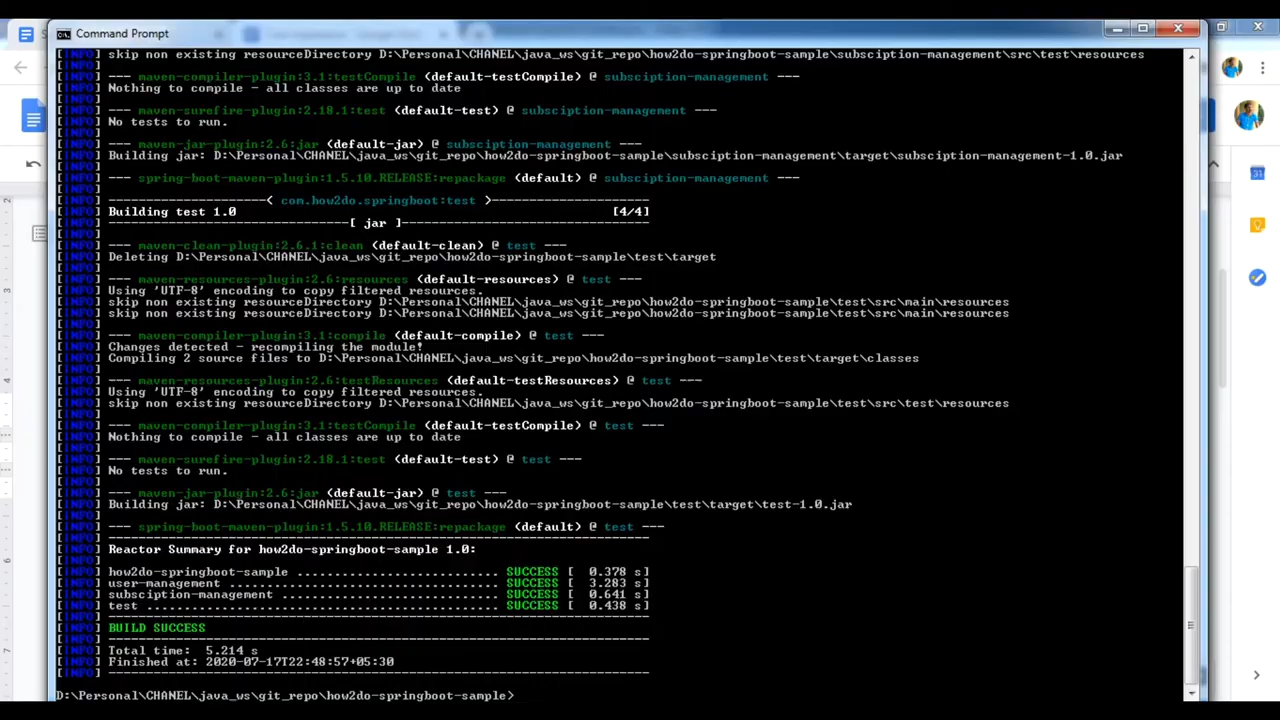 Command Prompt
[INFO] skip non existing resourceDirectory D:\Personal\CHANEL\java_ws\git_repo\how2do-springboot-sample\subsciption-management\src\test\resources
[INFO]
[INFO] --- maven-compiler-plugin:3.1:testCompile (default-testCompile) @ subsciption-management ---
[INFO] Nothing to compile - all classes are up to date
[INFO]
[INFO] --- maven-surefire-plugin:2.18.1:test (default-test) @ subsciption-management ---
[INFO] No tests to run.
[INFO]
[INFO] --- maven-jar-plugin:2.6:jar (default-jar) @ subsciption-management ---
[INFO] Building jar: D:\Personal\CHANEL\java_ws\git_repo\how2do-springboot-sample\subsciption-management\target\subsciption-management-1.0.jar
[INFO]
[INFO] --- spring-boot-maven-plugin:1.5.10.RELEASE:repackage (default) @ subsciption-management ---
[INFO]
[INFO] ---------------------< com.how2do.springboot:test >---------------------
[INFO] Building test 1.0 [4/4]
[INFO] --------------------------------[ jar ]---------------------------------
[INFO]
[INFO] --- maven-clean-plugin:2.6.1:clean (default-clean) @ test ---
[INFO] Deleting D:\Personal\CHANEL\java_ws\git_repo\how2do-springboot-sample\test\target
[INFO]
[INFO] --- maven-resources-plugin:2.6:resources (default-resources) @ test ---
[INFO] Using 'UTF-8' encoding to copy filtered resources.
[INFO] skip non existing resourceDirectory D:\Personal\CHANEL\java_ws\git_repo\how2do-springboot-sample\test\src\main\resources
[INFO] skip non existing resourceDirectory D:\Personal\CHANEL\java_ws\git_repo\how2do-springboot-sample\test\src\main\resources
[INFO]
[INFO] --- maven-compiler-plugin:3.1:compile (default-compile) @ test ---
[INFO] Changes detected - recompiling the module!
[INFO] Compiling 2 source files to D:\Personal\CHANEL\java_ws\git_repo\how2do-springboot-sample\test\target\classes
[INFO]
[INFO] --- maven-resources-plugin:2.6:testResources (default-testResources) @ test ---
[INFO] Using 'UTF-8' encoding to copy filtered resources.
[INFO] skip non existing resourceDirectory D:\Personal\CHANEL\java_ws\git_repo\how2do-springboot-sample\test\src\test\resources
[INFO]
[INFO] --- maven-compiler-plugin:3.1:testCompile (default-testCompile) @ test ---
[INFO] Nothing to compile - all classes are up to date
[INFO]
[INFO] --- maven-surefire-plugin:2.18.1:test (default-test) @ test ---
[INFO] No tests to run.
[INFO]
[INFO] --- maven-jar-plugin:2.6:jar (default-jar) @ test ---
[INFO] Building jar: D:\Personal\CHANEL\java_ws\git_repo\how2do-springboot-sample\test\target\test-1.0.jar
[INFO]
[INFO] --- spring-boot-maven-plugin:1.5.10.RELEASE:repackage (default) @ test ---
[INFO] ------------------------------------------------------------------------
[INFO] Reactor Summary for how2do-springboot-sample 1.0:
[INFO]
[INFO] how2do-springboot-sample ........................... SUCCESS [ 0.378 s]
[INFO] user-management .................................... SUCCESS [ 3.283 s]
[INFO] subsciption-management ............................. SUCCESS [ 0.641 s]
[INFO] test ............................................... SUCCESS [ 0.438 s]
[INFO] ------------------------------------------------------------------------
[INFO] BUILD SUCCESS
[INFO] ------------------------------------------------------------------------
[INFO] Total time: 5.214 s
[INFO] Finished at: 2020-07-17T22:48:57+05:30
[INFO] ------------------------------------------------------------------------
D:\Personal\CHANEL\java_ws\git_repo\how2do-springboot-sample>
2
3
4
5
6
7
31